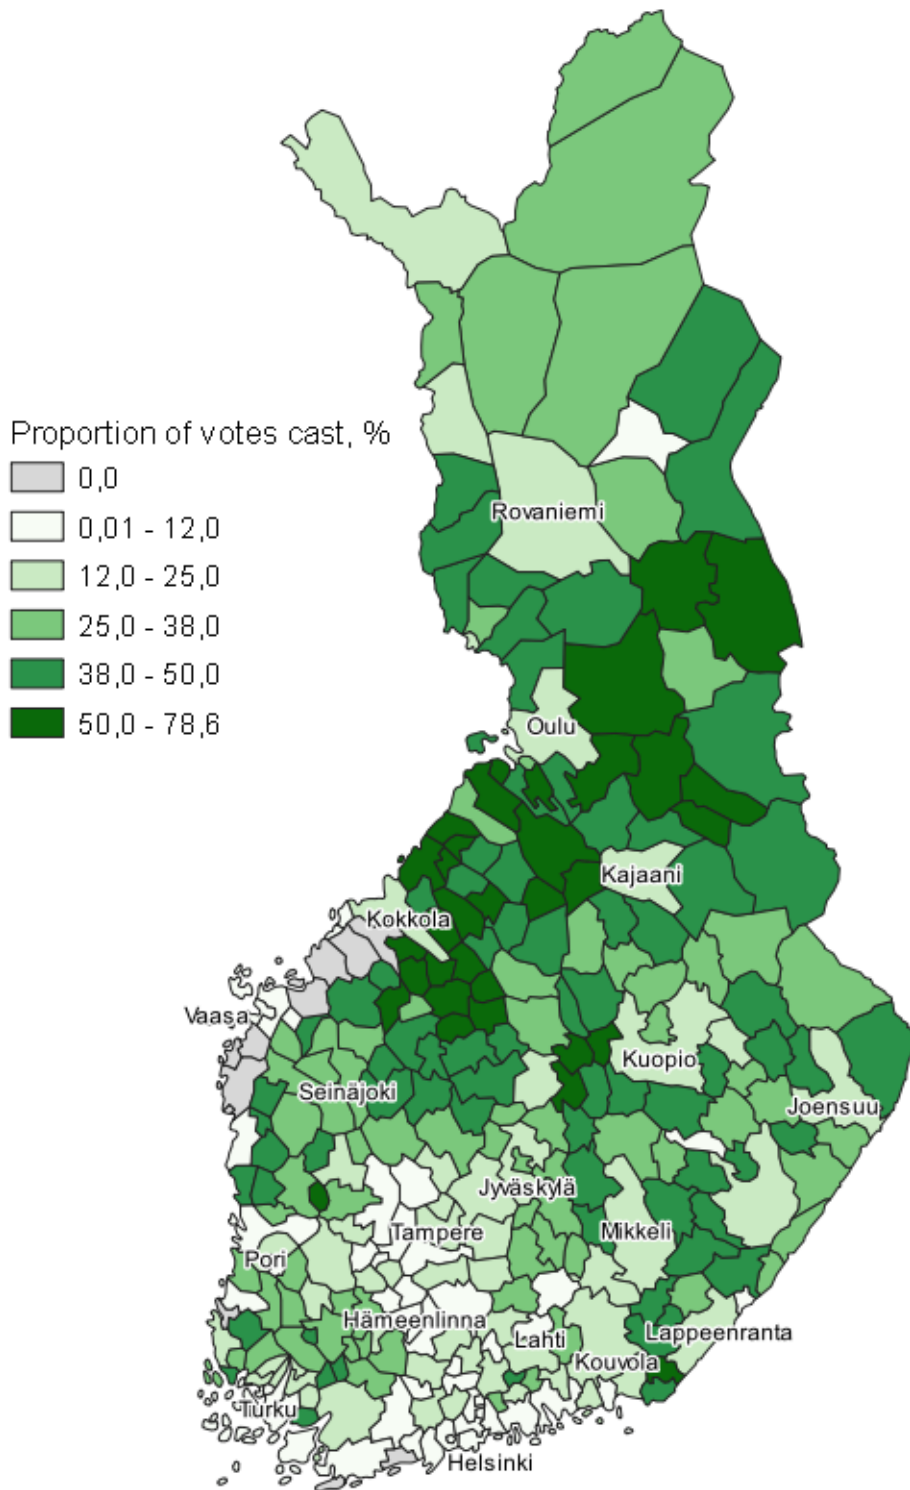 Proportion of votes cast, %
0,0
0,01 - 12,0
12,0 - 25,0
25,0 - 38,0
38,0 - 50,0
50,0 - 78,6
Rovaniemi
Oulu
Kajaani
Kokkola
Vaasa
Kuopio
Seinäjoki
Joensuu
Jyväskylä
Tampere
Mikkeli
Pori
Hämeenlinna
Lahti
Lappeenranta
Kouvola
Turku
Helsinki